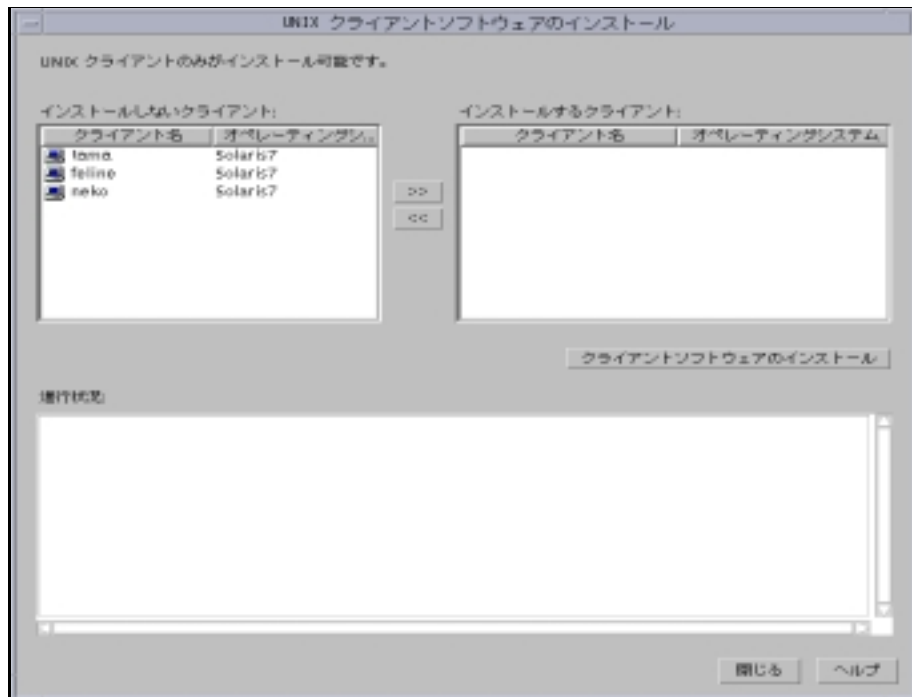 UNIX クライアントソフトウェアのインストール
UNIX クライアントのみがインストール可能です。
インストールしないクライアント:
インストールするクライアント:
クライアント名 オペレーティングシ...
クライアント名 オペレーティングシステム
tama Solaris7
feline Solaris7
neko Solaris7
>>
<<
クライアントソフトウェアのインストール
進行状況:
閉じる ヘルプ